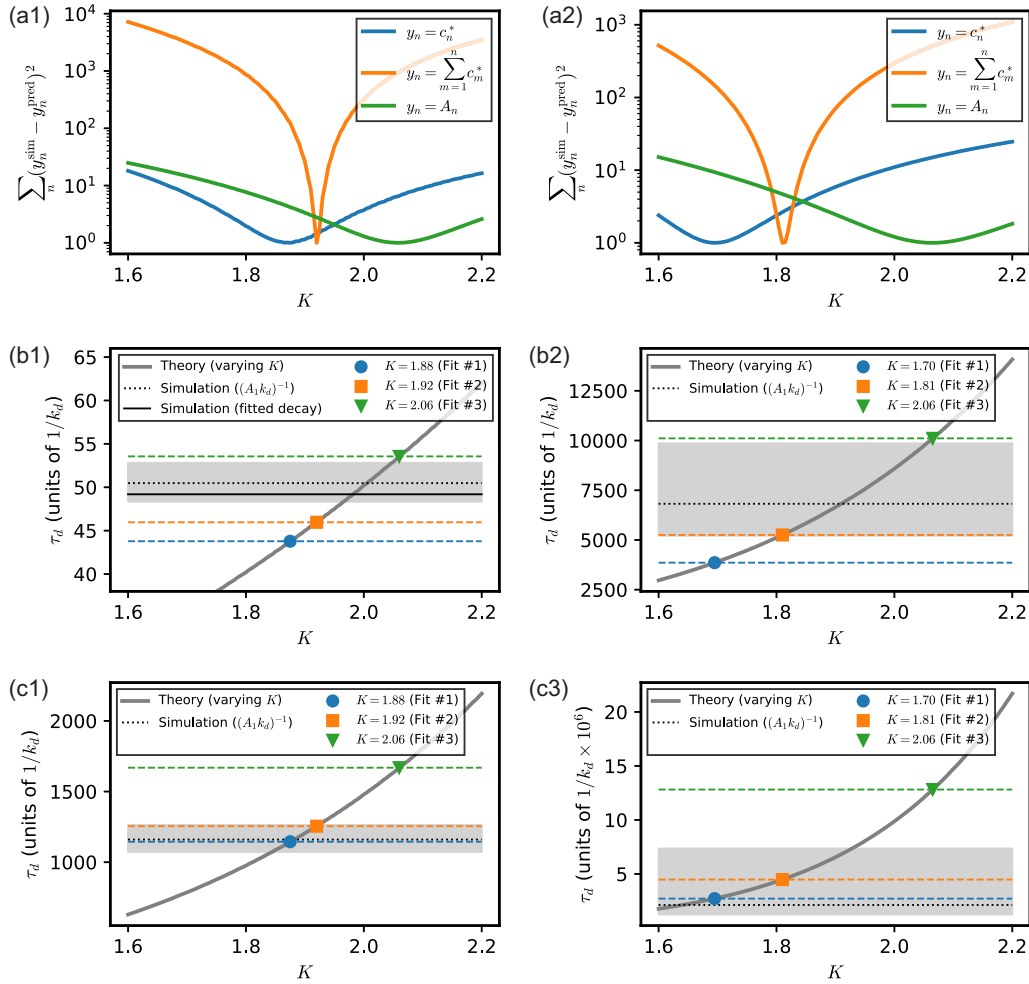 (a1)
10^4
10^3
10^2
10^1
10^0
∑_n (y_n^sim − y_n^pred)^2
y_n = c_n^*
y_n = ∑_{m=1}^n c_m^*
y_n = A_n
1.6 1.8 2.0 2.2
K
(a2)
10^3
10^2
10^1
10^0
∑_n (y_n^sim − y_n^pred)^2
y_n = c_n^*
y_n = ∑_{m=1}^n c_m^*
y_n = A_n
1.6 1.8 2.0 2.2
K
(b1)
65
60
55
50
45
40
τ_d (units of 1/k_d)
Theory (varying K)
Simulation ((A_1k_d)^−1)
Simulation (fitted decay)
K = 1.88 (Fit #1)
K = 1.92 (Fit #2)
K = 2.06 (Fit #3)
1.6 1.8 2.0 2.2
K
(b2)
12500
10000
7500
5000
2500
τ_d (units of 1/k_d)
Theory (varying K)
Simulation ((A_1k_d)^−1)
K = 1.70 (Fit #1)
K = 1.81 (Fit #2)
K = 2.06 (Fit #3)
1.6 1.8 2.0 2.2
K
(c1)
2000
1500
1000
τ_d (units of 1/k_d)
Theory (varying K)
Simulation ((A_1k_d)^−1)
K = 1.88 (Fit #1)
K = 1.92 (Fit #2)
K = 2.06 (Fit #3)
1.6 1.8 2.0 2.2
K
(c3)
20
15
10
5
τ_d (units of 1/k_d × 10^6)
Theory (varying K)
Simulation ((A_1k_d)^−1)
K = 1.70 (Fit #1)
K = 1.81 (Fit #2)
K = 2.06 (Fit #3)
1.6 1.8 2.0 2.2
K